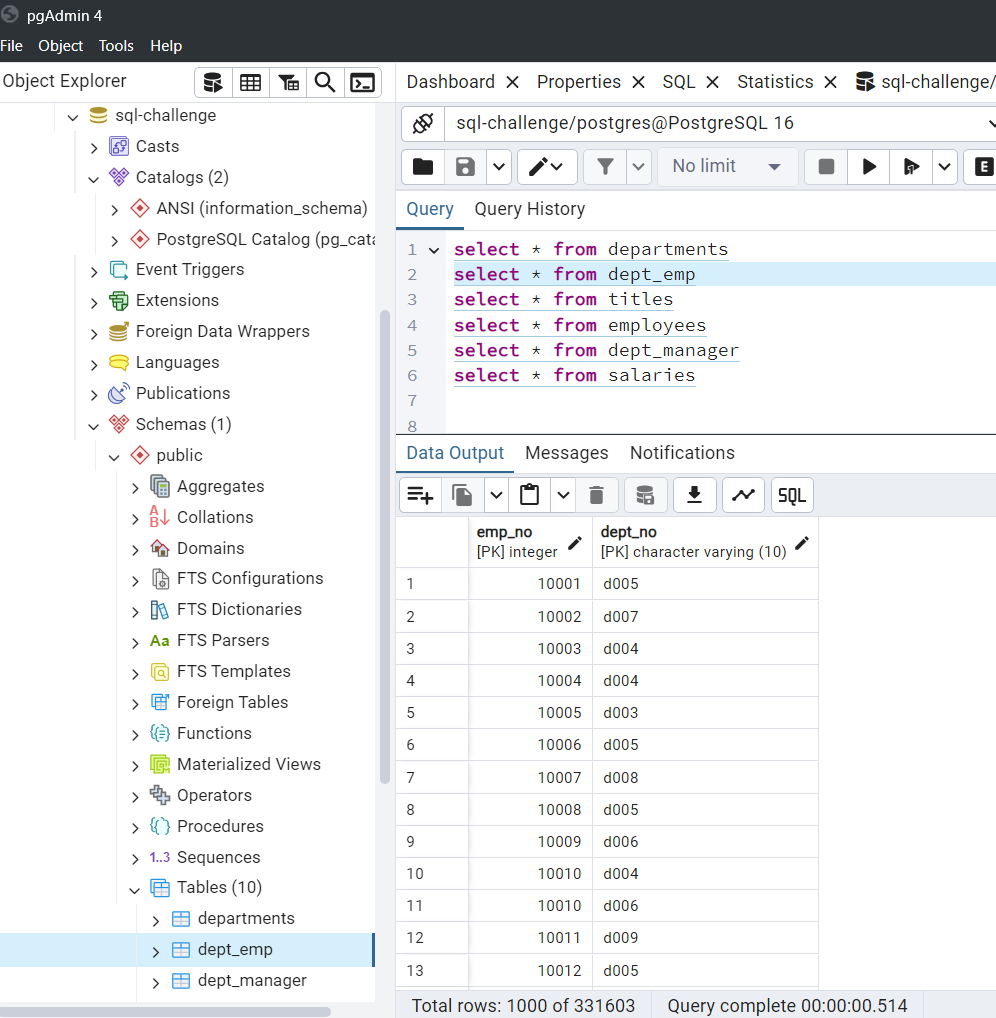 pgAdmin 4
File Object Tools Help
Object Explorer
Dashboard Properties SQL Statistics sql-challenge/
sql-challenge
Casts
Catalogs (2)
ANSI (information_schema)
PostgreSQL Catalog (pg_cata
Event Triggers
Extensions
Foreign Data Wrappers
Languages
Publications
Schemas (1)
public
Aggregates
Collations
Domains
FTS Configurations
FTS Dictionaries
Aa FTS Parsers
FTS Templates
Foreign Tables
Functions
Materialized Views
Operators
Procedures
1..3 Sequences
Tables (10)
departments
dept_emp
dept_manager
sql-challenge/postgres@PostgreSQL 16
No limit E
Query Query History
1 select * from departments
2 select * from dept_emp
3 select * from titles
4 select * from employees
5 select * from dept_manager
6 select * from salaries
7
8
Data Output Messages Notifications
SQL
emp_no dept_no
[PK] integer [PK] character varying (10)
1 10001 d005
2 10002 d007
3 10003 d004
4 10004 d004
5 10005 d003
6 10006 d005
7 10007 d008
8 10008 d005
9 10009 d006
10 10010 d004
11 10010 d006
12 10011 d009
13 10012 d005
Total rows: 1000 of 331603 Query complete 00:00:00.514